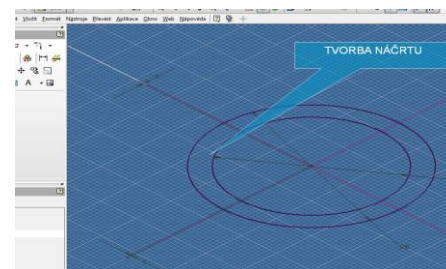 Vložit Formát Nástroje Převést Aplikace Okno Web Nápověda
TVORBA NÁČRTU
A